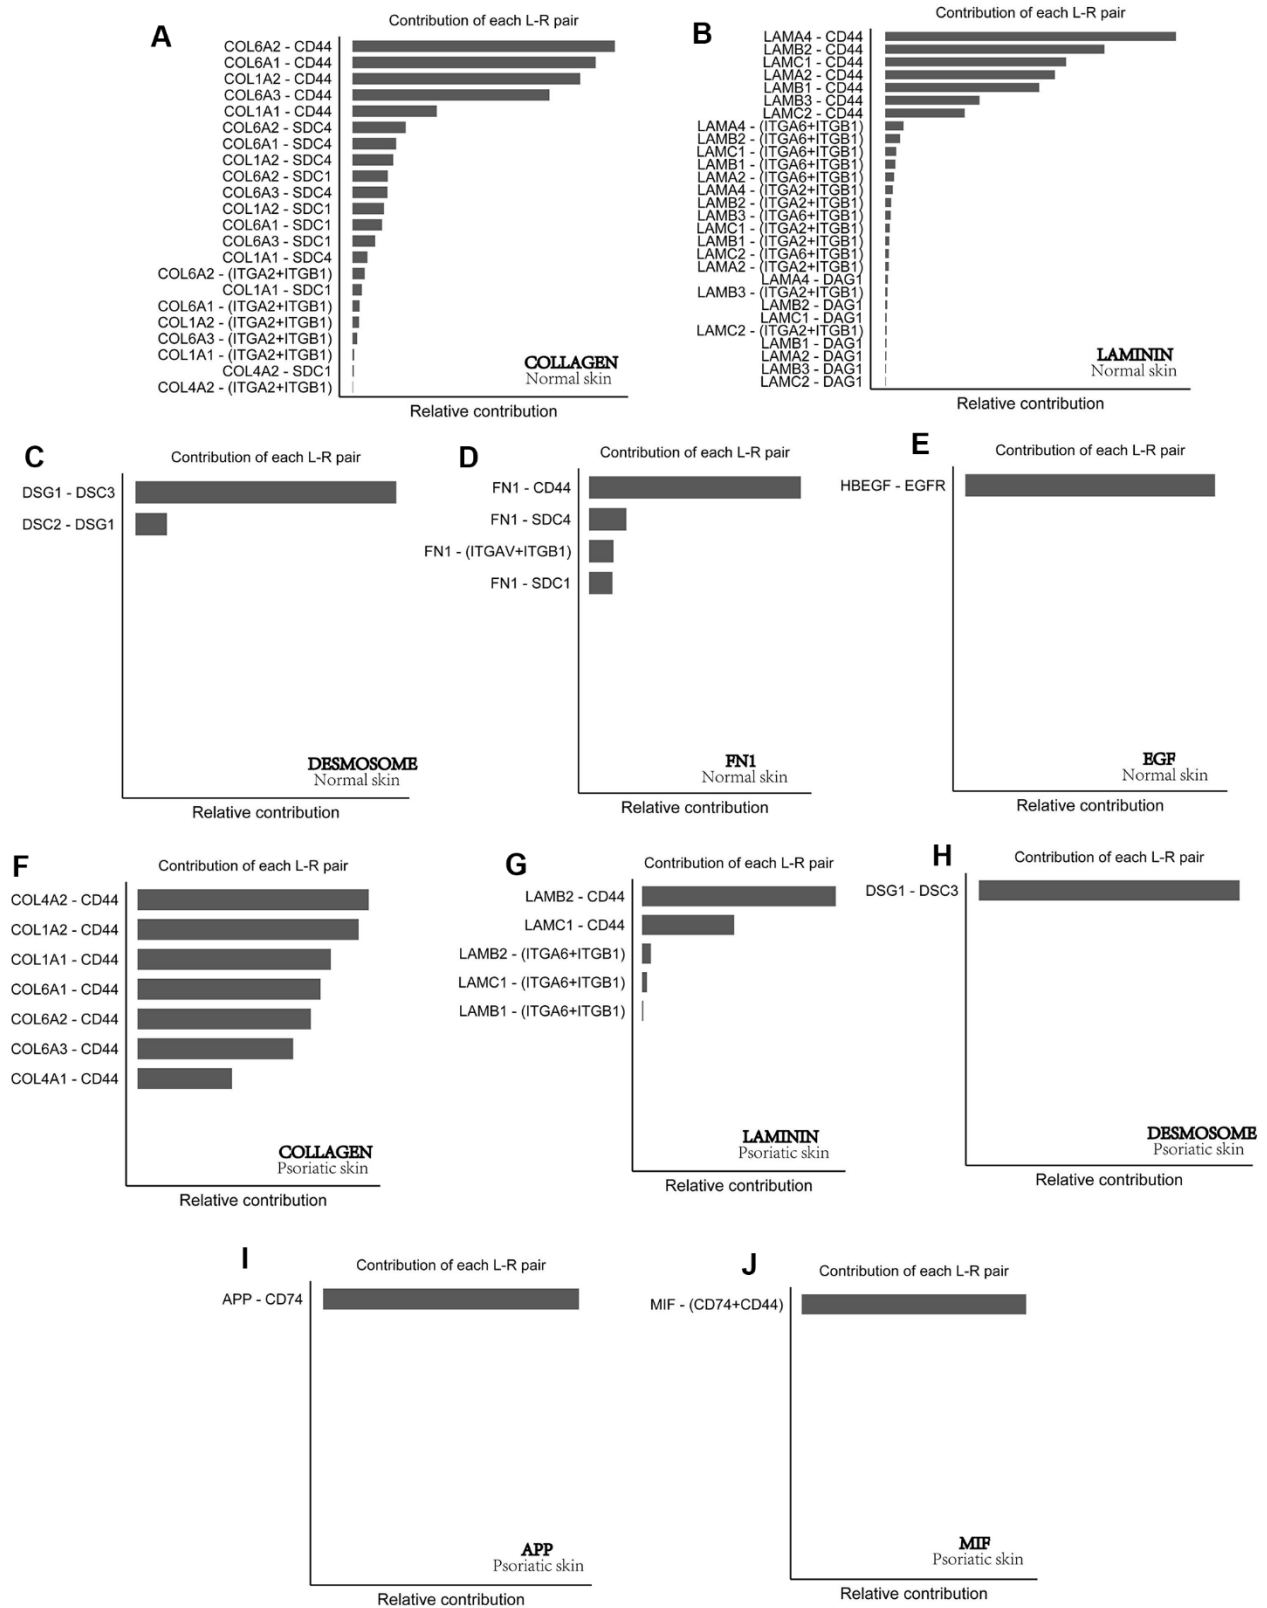 A
Contribution of each L-R pair
COL6A2 - CD44
COL6A1 - CD44
COL1A2 - CD44
COL6A3 - CD44
COL1A1 - CD44
COL6A2 - SDC4
COL6A1 - SDC4
COL1A2 - SDC4
COL6A2 - SDC1
COL6A3 - SDC4
COL1A2 - SDC1
COL6A1 - SDC1
COL6A3 - SDC1
COL1A1 - SDC4
COL6A2 - (ITGA2+ITGB1)
COL1A1 - SDC1
COL6A1 - (ITGA2+ITGB1)
COL1A2 - (ITGA2+ITGB1)
COL6A3 - (ITGA2+ITGB1)
COL1A1 - (ITGA2+ITGB1)
COL4A2 - SDC1
COL4A2 - (ITGA2+ITGB1)
COLLAGEN
Normal skin
Relative contribution
B
Contribution of each L-R pair
LAMA4 - CD44
LAMB2 - CD44
LAMC1 - CD44
LAMA2 - CD44
LAMB1 - CD44
LAMB3 - CD44
LAMC2 - CD44
LAMA4 - (ITGA6+ITGB1)
LAMB2 - (ITGA6+ITGB1)
LAMC1 - (ITGA6+ITGB1)
LAMB1 - (ITGA6+ITGB1)
LAMA2 - (ITGA6+ITGB1)
LAMA4 - (ITGA2+ITGB1)
LAMB2 - (ITGA2+ITGB1)
LAMB3 - (ITGA6+ITGB1)
LAMC1 - (ITGA2+ITGB1)
LAMB1 - (ITGA2+ITGB1)
LAMC2 - (ITGA6+ITGB1)
LAMA2 - (ITGA2+ITGB1)
LAMA4 - DAG1
LAMB3 - (ITGA2+ITGB1)
LAMB2 - DAG1
LAMC1 - DAG1
LAMC2 - (ITGA2+ITGB1)
LAMB1 - DAG1
LAMA2 - DAG1
LAMB3 - DAG1
LAMC2 - DAG1
LAMININ
Normal skin
Relative contribution
C
Contribution of each L-R pair
DSG1 - DSC3
DSC2 - DSG1
DESMOSOME
Normal skin
Relative contribution
D
Contribution of each L-R pair
FN1 - CD44
FN1 - SDC4
FN1 - (ITGAV+ITGB1)
FN1 - SDC1
FN1
Normal skin
Relative contribution
E
Contribution of each L-R pair
HBEGF - EGFR
EGF
Normal skin
Relative contribution
F
Contribution of each L-R pair
COL4A2 - CD44
COL1A2 - CD44
COL1A1 - CD44
COL6A1 - CD44
COL6A2 - CD44
COL6A3 - CD44
COL4A1 - CD44
COLLAGEN
Psoriatic skin
Relative contribution
G
Contribution of each L-R pair
LAMB2 - CD44
LAMC1 - CD44
LAMB2 - (ITGA6+ITGB1)
LAMC1 - (ITGA6+ITGB1)
LAMB1 - (ITGA6+ITGB1)
LAMININ
Psoriatic skin
Relative contribution
H
Contribution of each L-R pair
DSG1 - DSC3
DESMOSOME
Psoriatic skin
Relative contribution
I
Contribution of each L-R pair
APP - CD74
APP
Psoriatic skin
Relative contribution
J
Contribution of each L-R pair
MIF - (CD74+CD44)
MIF
Psoriatic skin
Relative contribution